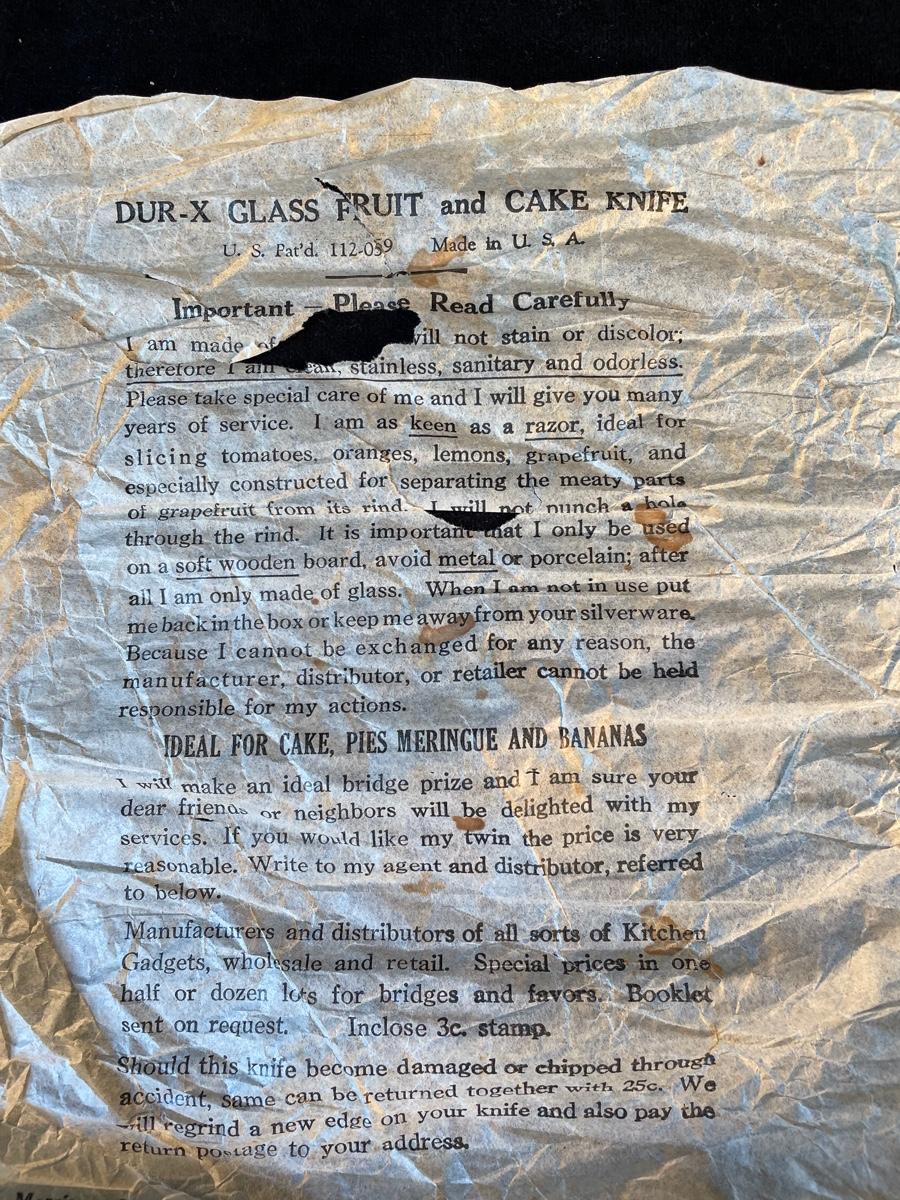 DUR-X GLASS FRUIT and CAKE KNIFE
U. S. Pat'd. 112-059 Made in U. S. A.
Important — Please Read Carefully
I am made of will not stain or discolor;
therefore I am clean, stainless, sanitary and odorless.
Please take special care of me and I will give you many
years of service. I am as keen as a razor, ideal for
slicing tomatoes, oranges, lemons, grapefruit, and
especially constructed for separating the meaty parts
of grapefruit from its rind. I will not punch a hole
through the rind. It is important that I only be used
on a soft wooden board, avoid metal or porcelain; after
all I am only made of glass. When I am not in use put
me back in the box or keep me away from your silverware.
Because I cannot be exchanged for any reason, the
manufacturer, distributor, or retailer cannot be held
responsible for my actions.
IDEAL FOR CAKE, PIES MERINGUE AND BANANAS
I will make an ideal bridge prize and I am sure your
dear friends or neighbors will be delighted with my
services. If you would like my twin the price is very
reasonable. Write to my agent and distributor, referred
to below.
Manufacturers and distributors of all sorts of Kitchen
Gadgets, wholesale and retail. Special prices in one
half or dozen lots for bridges and favors. Booklet
sent on request. Inclose 3c. stamp.
Should this knife become damaged or chipped through
accident, same can be returned together with 25c. We
will regrind a new edge on your knife and also pay the
return postage to your address.